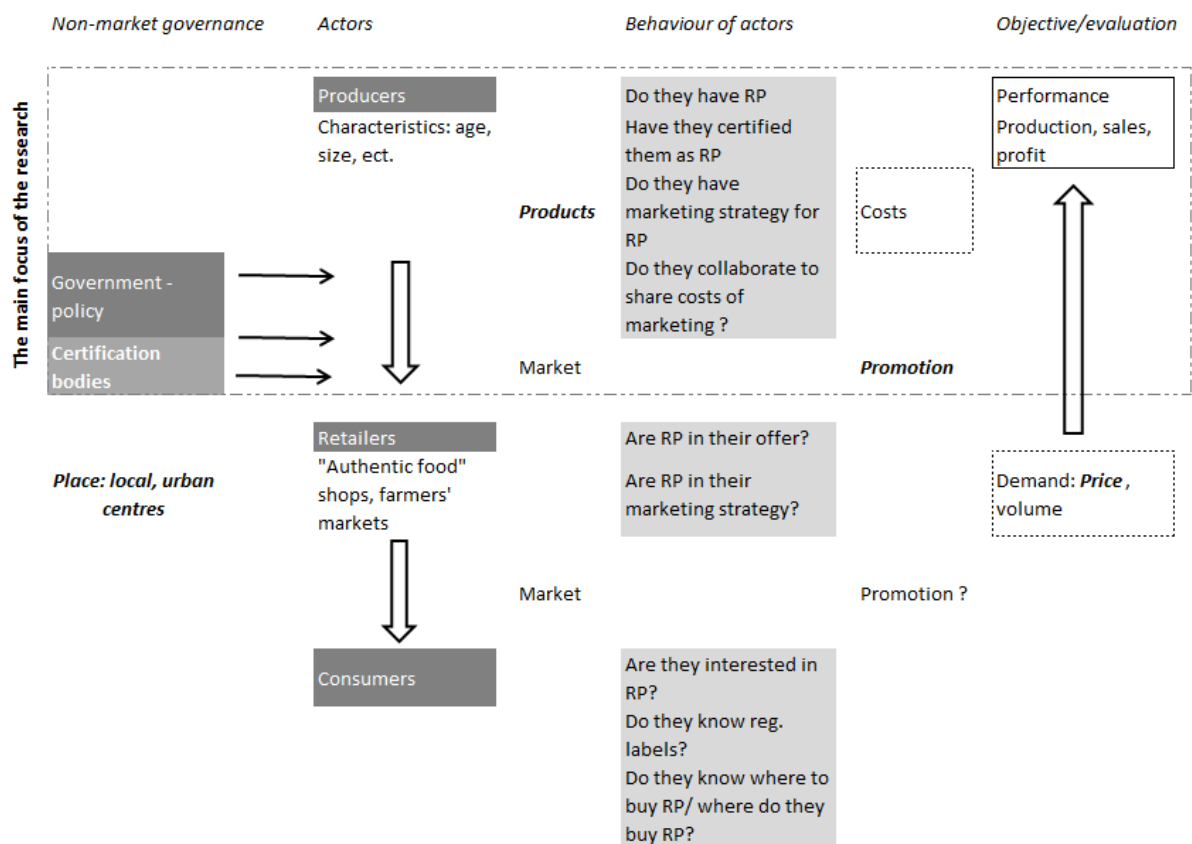 Non-market governance
Actors
Behaviour of actors
Objective/evaluation
The main focus of the research
Producers
Characteristics: age,
size, ect.
Products
Do they have RP
Have they certified
them as RP
Do they have
marketing strategy for
RP
Do they collaborate to
share costs of
marketing ?
Costs
Performance
Production, sales,
profit
Government -
policy
Certification
bodies
Market
Promotion
Place: local, urban
centres
Retailers
"Authentic food"
shops, farmers'
markets
Are RP in their offer?
Are RP in their
marketing strategy?
Demand: Price ,
volume
Market
Promotion ?
Consumers
Are they interested in
RP?
Do they know reg.
labels?
Do they know where to
buy RP/ where do they
buy RP?